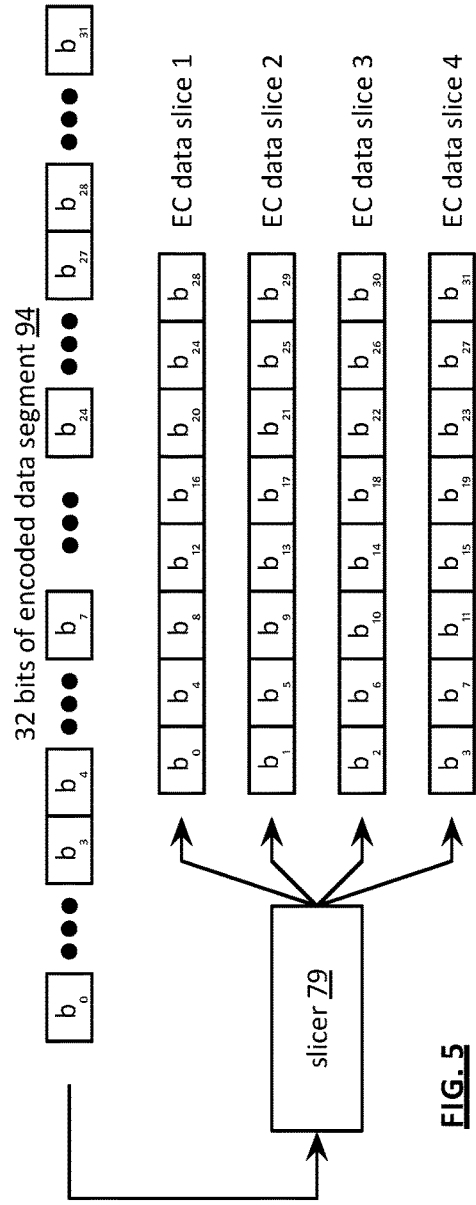 32 bits of encoded data segment 94
b0 ●●● b3 b4 ●●● b7 ●●● b24 ●●● b27 b28 ●●● b31
b0 b4 b8 b12 b16 b20 b24 b28 EC data slice 1
b1 b5 b9 b13 b17 b21 b25 b29 EC data slice 2
slicer 79
b2 b6 b10 b14 b18 b22 b26 b30 EC data slice 3
b3 b7 b11 b15 b19 b23 b27 b31 EC data slice 4
FIG. 5